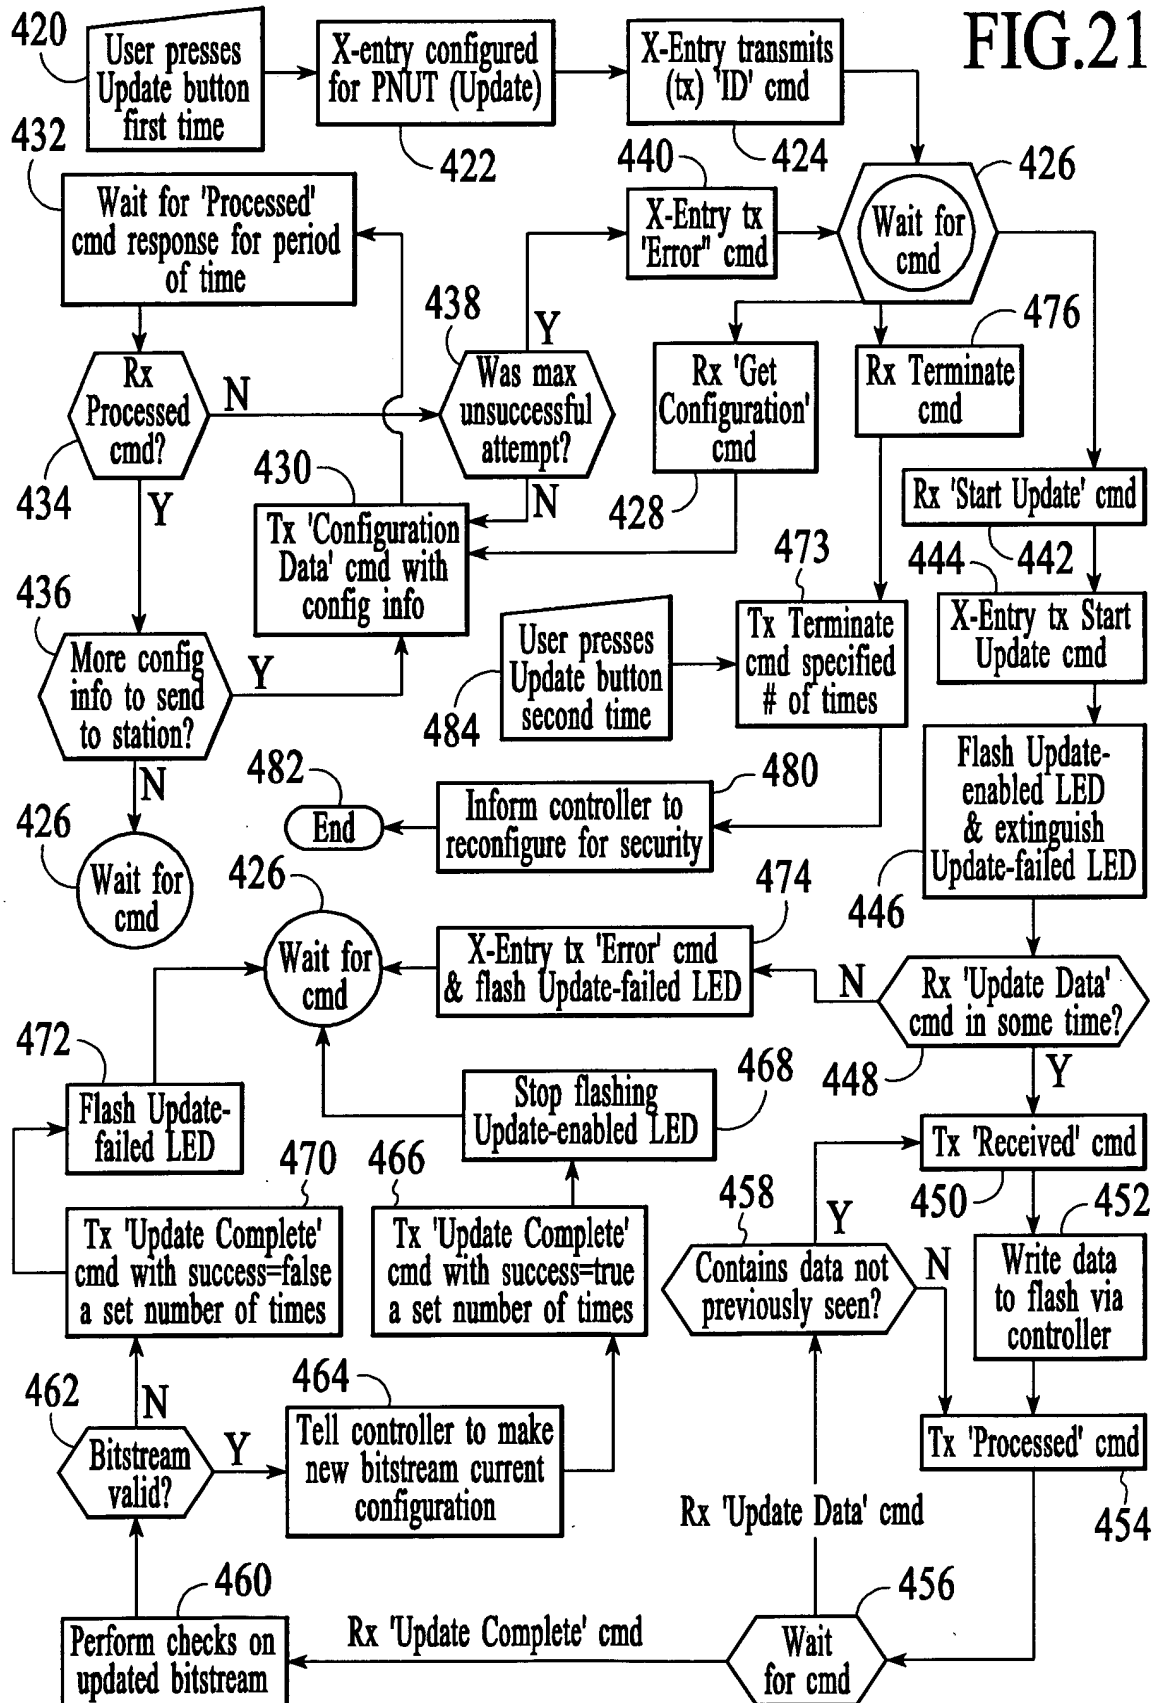 FIG.21
420
User presses
Update button
first time
X-entry configured
for PNUT (Update)
422
X-Entry transmits
(tx) 'ID' cmd
424
426
Wait for
cmd
432
Wait for 'Processed'
cmd response for period
of time
440
X-Entry tx
'Error" cmd
438
Was max
unsuccessful
attempt?
Y
N
Rx
Processed
cmd?
434
N
Y
Rx 'Get
Configuration'
cmd
428
476
Rx Terminate
cmd
Rx 'Start Update' cmd
442
430
Tx 'Configuration
Data' cmd with
config info
444
X-Entry tx Start
Update cmd
473
Tx Terminate
cmd specified
# of times
436
More config
info to send
to station?
Y
N
User presses
Update button
second time
484
Flash Update-
enabled LED
& extinguish
Update-failed LED
446
482
End
480
Inform controller to
reconfigure for security
426
Wait for
cmd
426
Wait for
cmd
474
X-Entry tx 'Error' cmd
& flash Update-failed LED
N
Rx 'Update Data'
cmd in some time?
448
Y
472
Flash Update-
failed LED
468
Stop flashing
Update-enabled LED
Tx 'Received' cmd
450
470
Tx 'Update Complete'
cmd with success=false
a set number of times
466
Tx 'Update Complete'
cmd with success=true
a set number of times
458
Y
Contains data not
previously seen?
N
452
Write data
to flash via
controller
462
N
Bitstream
valid?
Y
464
Tell controller to make
new bitstream current
configuration
Tx 'Processed' cmd
454
Rx 'Update Data' cmd
460
Perform checks on
updated bitstream
Rx 'Update Complete' cmd
456
Wait
for cmd